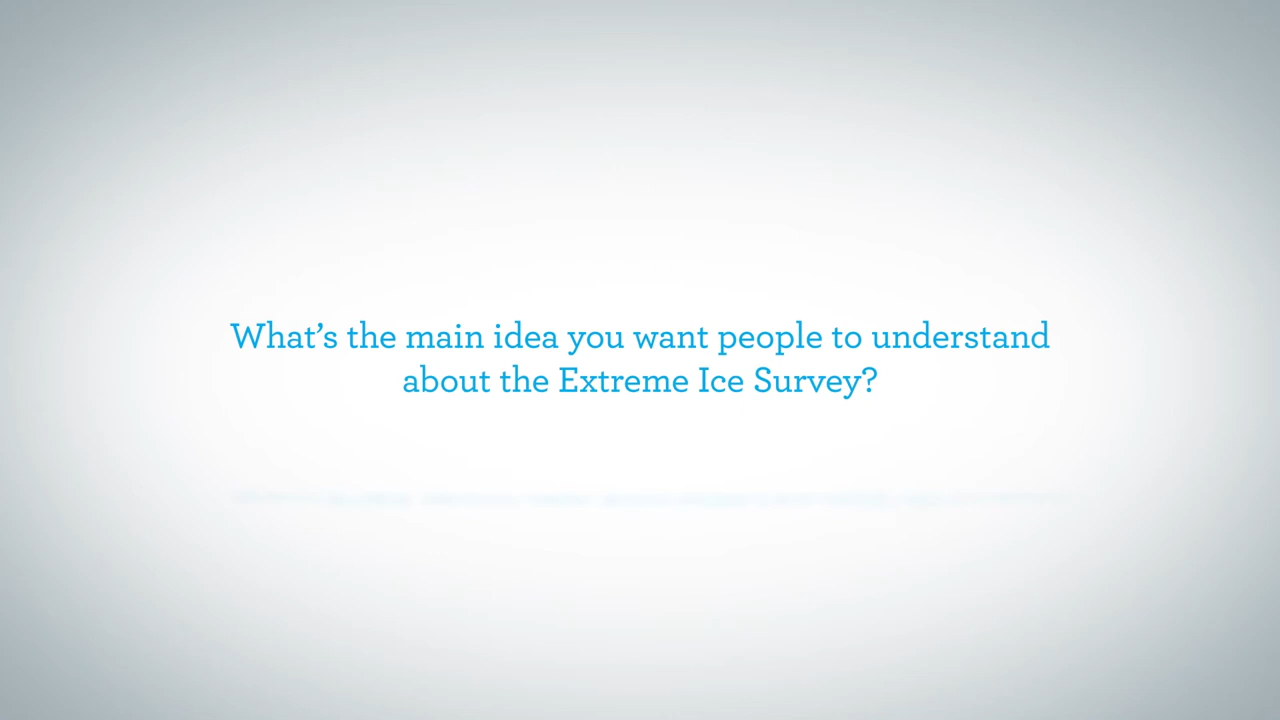 What’s the main idea you want people to understand
about the Extreme Ice Survey?